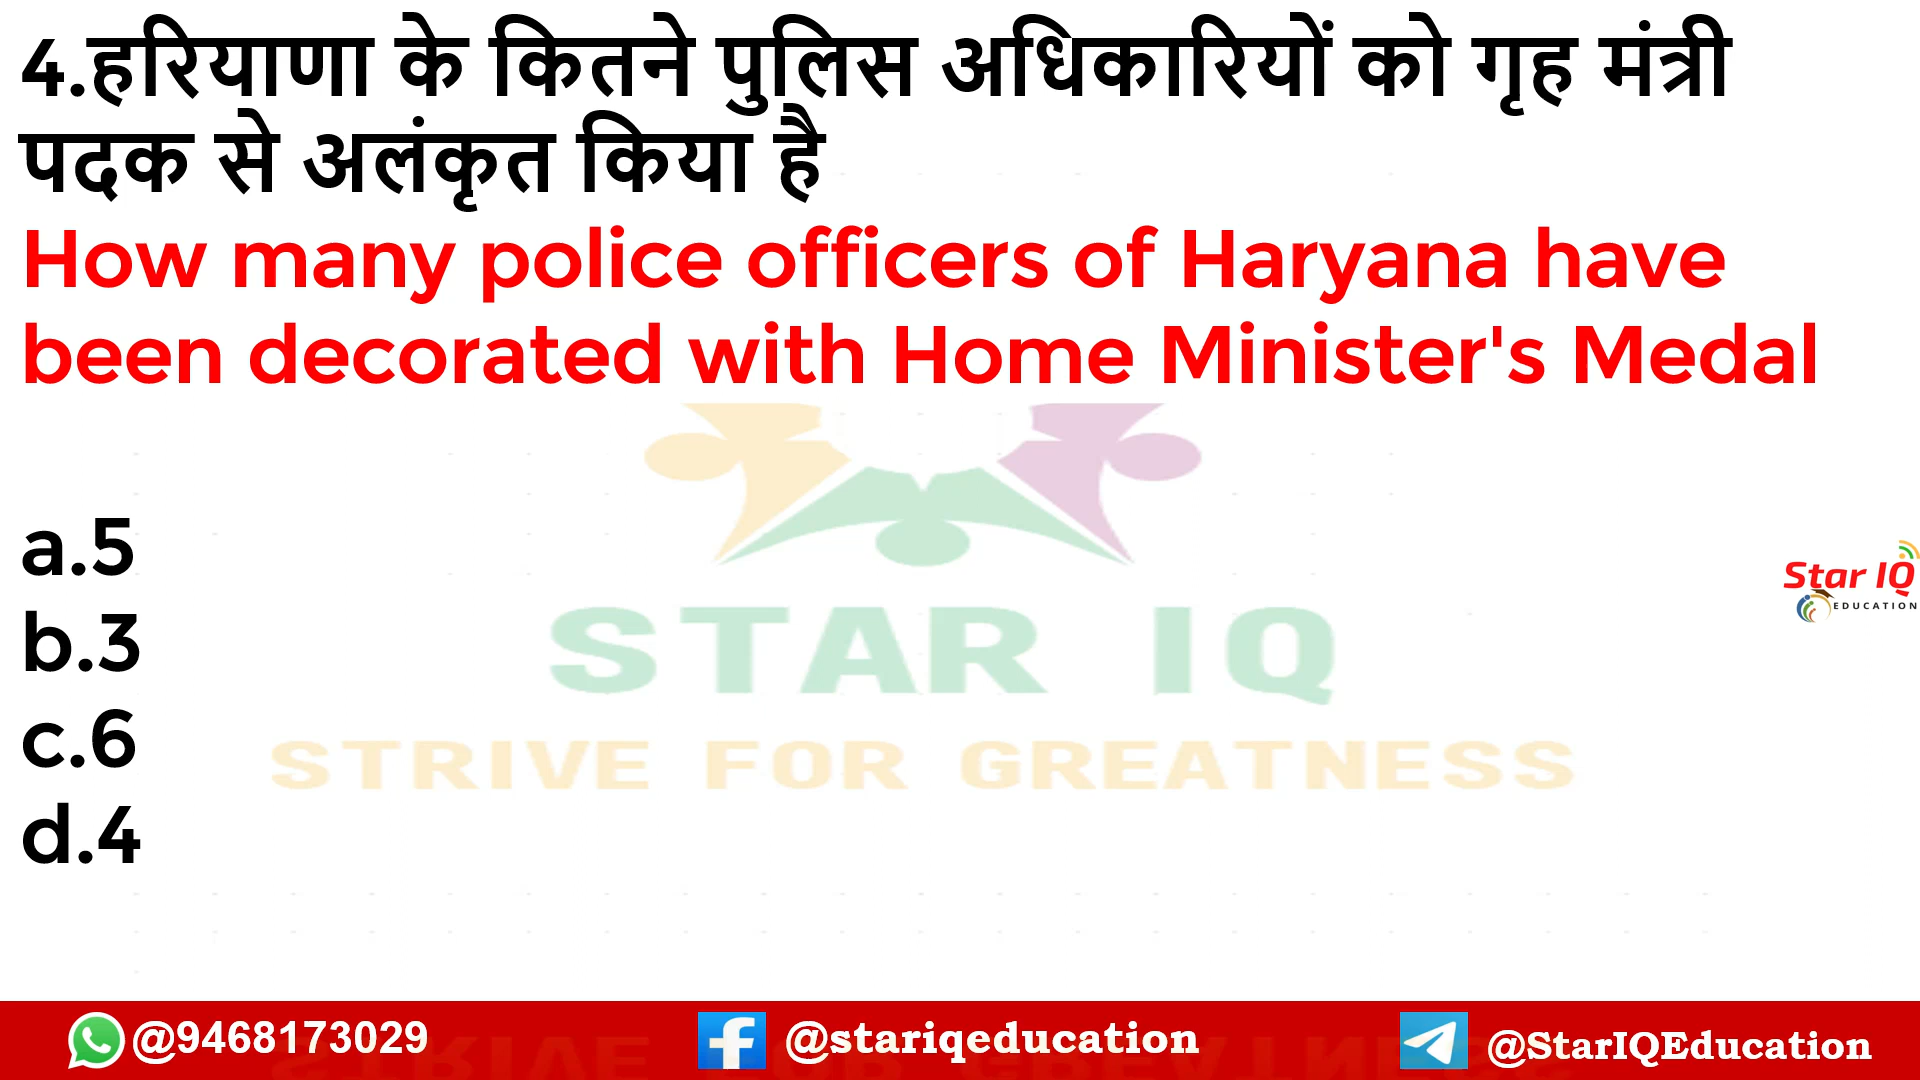 4.हरियाणा के कितने पुलिस अधिकारियों को गृह मंत्री
पदक से अलंकृत किया है
How many police officers of Haryana have
been decorated with Home Minister's Medal
a.5
b.3
c.6
d.4
STAR IQ
STRIVE FOR GREATNESS
Star IQ
EDUCATION
@9468173029
@stariqeducation
@StarIQEducation